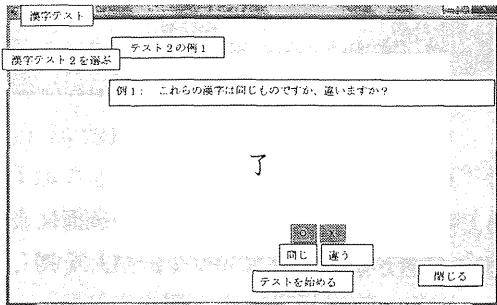 漢字テスト
テスト2の例1
漢字テスト2を選ぶ
例1: これらの漢字は同じものですか、違いますか?
了
O X
同じ 違う
テストを始める
閉じる